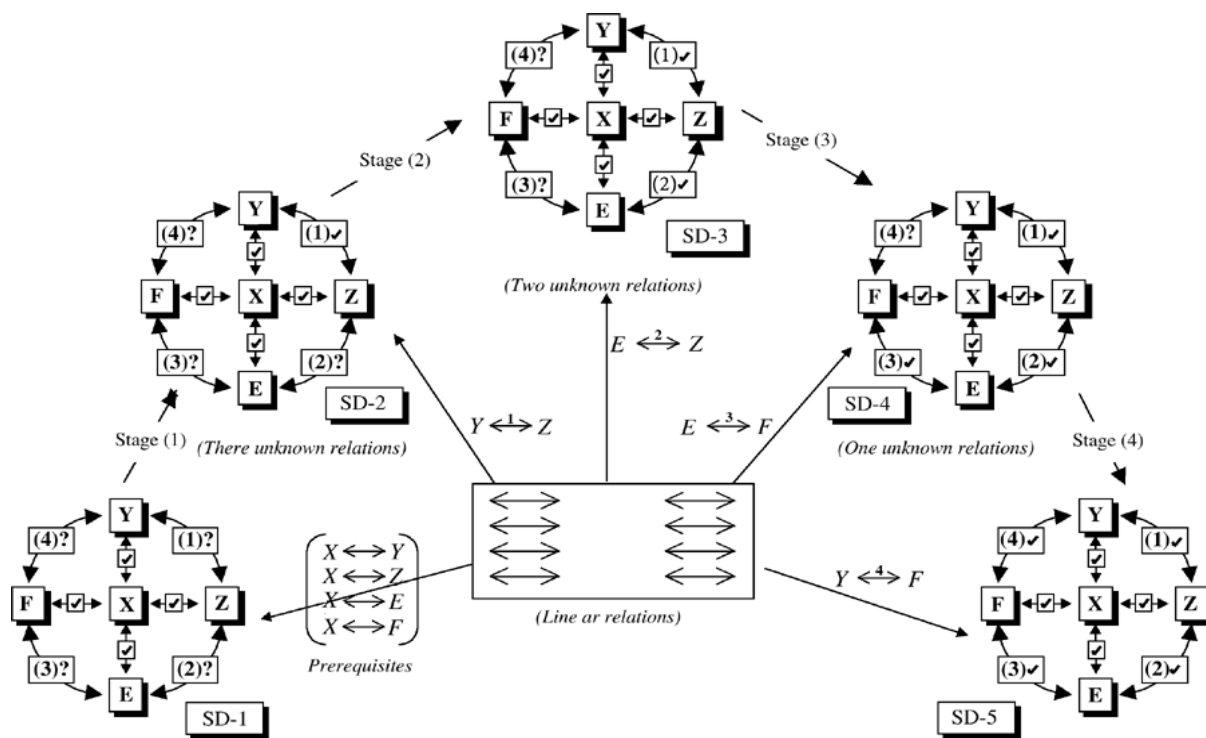 Y
(4)?
(1)✔
F
✔
X
✔
Z
✔
✔
(3)?
(2)✔
E
SD-3
(Two unknown relations)
Stage (2)
Stage (3)
Y
(4)?
(1)✔
✔
F
✔
X
✔
Z
✔
(3)?
(2)?
E
SD-2
(There unknown relations)
Y
(4)?
(1)✔
✔
F
✔
X
✔
Z
✔
(3)✔
(2)✔
E
SD-4
(One unknown relations)
E ⟷2 Z
Y ⟷1 Z
E ⟷3 F
Stage (1)
Stage (4)
Y
(4)?
(1)?
✔
F
✔
X
✔
Z
✔
(3)?
(2)?
E
SD-1
X ⟷ Y
X ⟷ Z
X ⟷ E
X ⟷ F
Prerequisites
(Line ar relations)
Y ⟷4 F
Y
(4)✔
(1)✔
✔
F
✔
X
✔
Z
✔
(3)✔
(2)✔
E
SD-5